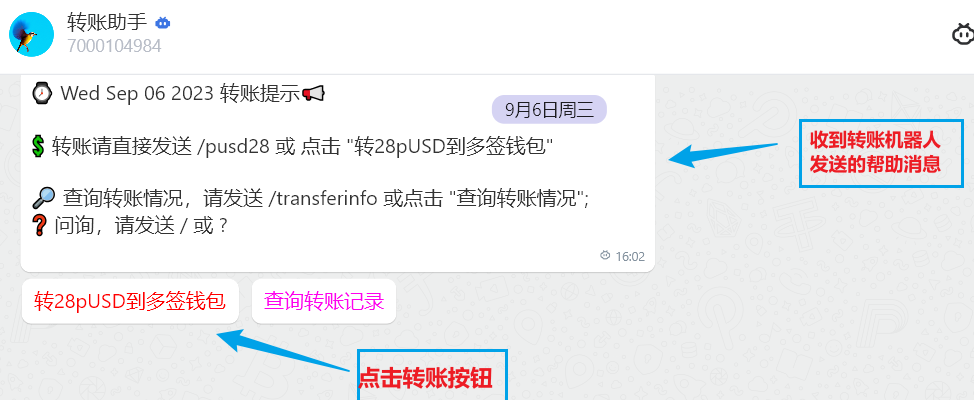 转账助手
7000104984
Wed Sep 06 2023 转账提示
9月6日周三
转账请直接发送 /pusd28 或 点击 "转28pUSD到多签钱包"
查询转账情况，请发送 /transferinfo 或点击 "查询转账情况";
问询，请发送 / 或 ?
16:02
收到转账机器人
发送的帮助消息
转28pUSD到多签钱包
查询转账记录
点击转账按钮